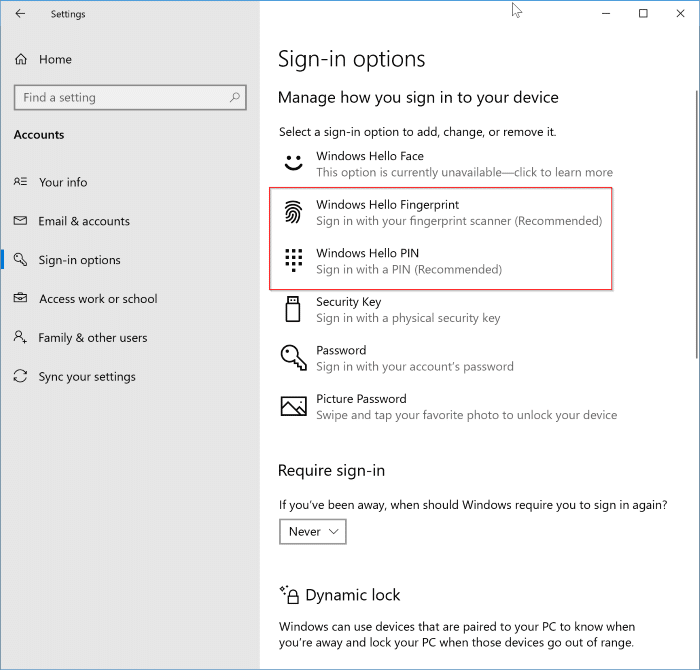 Settings
Home
Find a setting
Accounts
Your info
Email & accounts
Sign-in options
Access work or school
Family & other users
Sync your settings
Sign-in options
Manage how you sign in to your device
Select a sign-in option to add, change, or remove it.
Windows Hello Face
This option is currently unavailable—click to learn more
Windows Hello Fingerprint
Sign in with your fingerprint scanner (Recommended)
Windows Hello PIN
Sign in with a PIN (Recommended)
Security Key
Sign in with a physical security key
Password
Sign in with your account's password
Picture Password
Swipe and tap your favorite photo to unlock your device
Require sign-in
If you've been away, when should Windows require you to sign in again?
Never
Dynamic lock
Windows can use devices that are paired to your PC to know when
you're away and lock your PC when those devices go out of range.